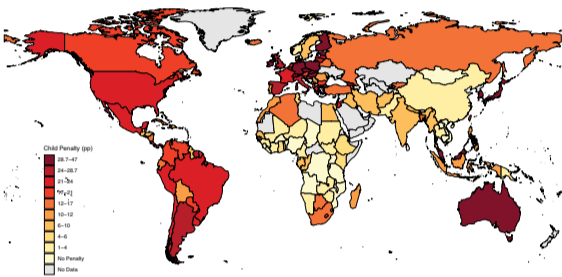 Child Penalty (pp)
28.7–47
24–28.7
21–24
12–17
10–12
6–10
4–6
1–4
No Penalty
No Data